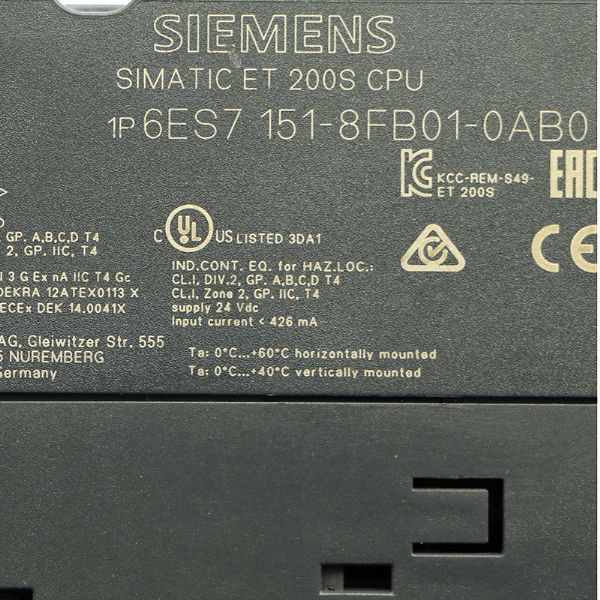 SIEMENS
SIMATIC ET 200S CPU
1P 6ES7 151-8FB01-0AB0
KCC-REM-S49-
ET 200S
EAC
GP. A,B,C,D T4
2, GP. IIC, T4
C UL US LISTED 3DA1
CE
I 3 G Ex nA IIC T4 Gc
DEKRA 12ATEX0113 X
ECEx DEK 14.0041X
IND.CONT. EQ. for HAZ.LOC.:
CL.I, DIV.2, GP. A,B,C,D T4
CL.I, Zone 2, GP. IIC, T4
supply 24 Vdc
Input current < 426 mA
AG, Gleiwitzer Str. 555
NUREMBERG
Germany
Ta: 0°C...+60°C horizontally mounted
Ta: 0°C...+40°C vertically mounted